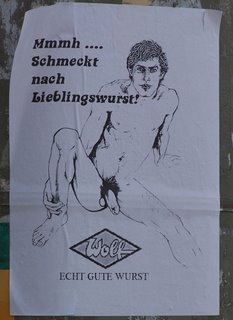 Mmmh ....
Schmeckt
nach
Lieblingswurst!
Wolf
ECHT GUTE WURST